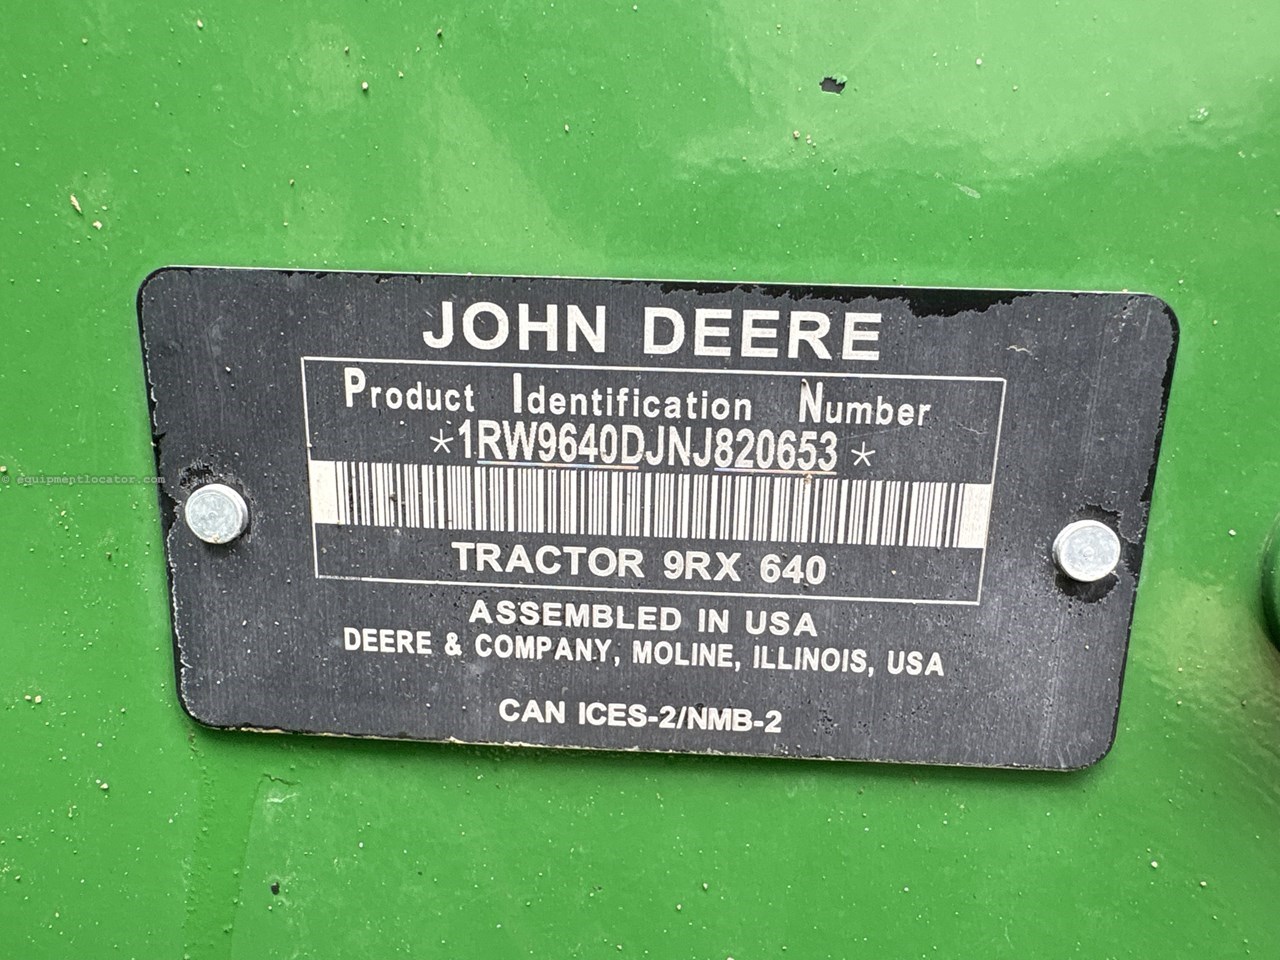 JOHN DEERE
Product Identification Number
*1RW9640DJNJ820653*
TRACTOR 9RX 640
ASSEMBLED IN USA
DEERE & COMPANY, MOLINE, ILLINOIS, USA
CAN ICES-2/NMB-2
© equipmentlocator.com